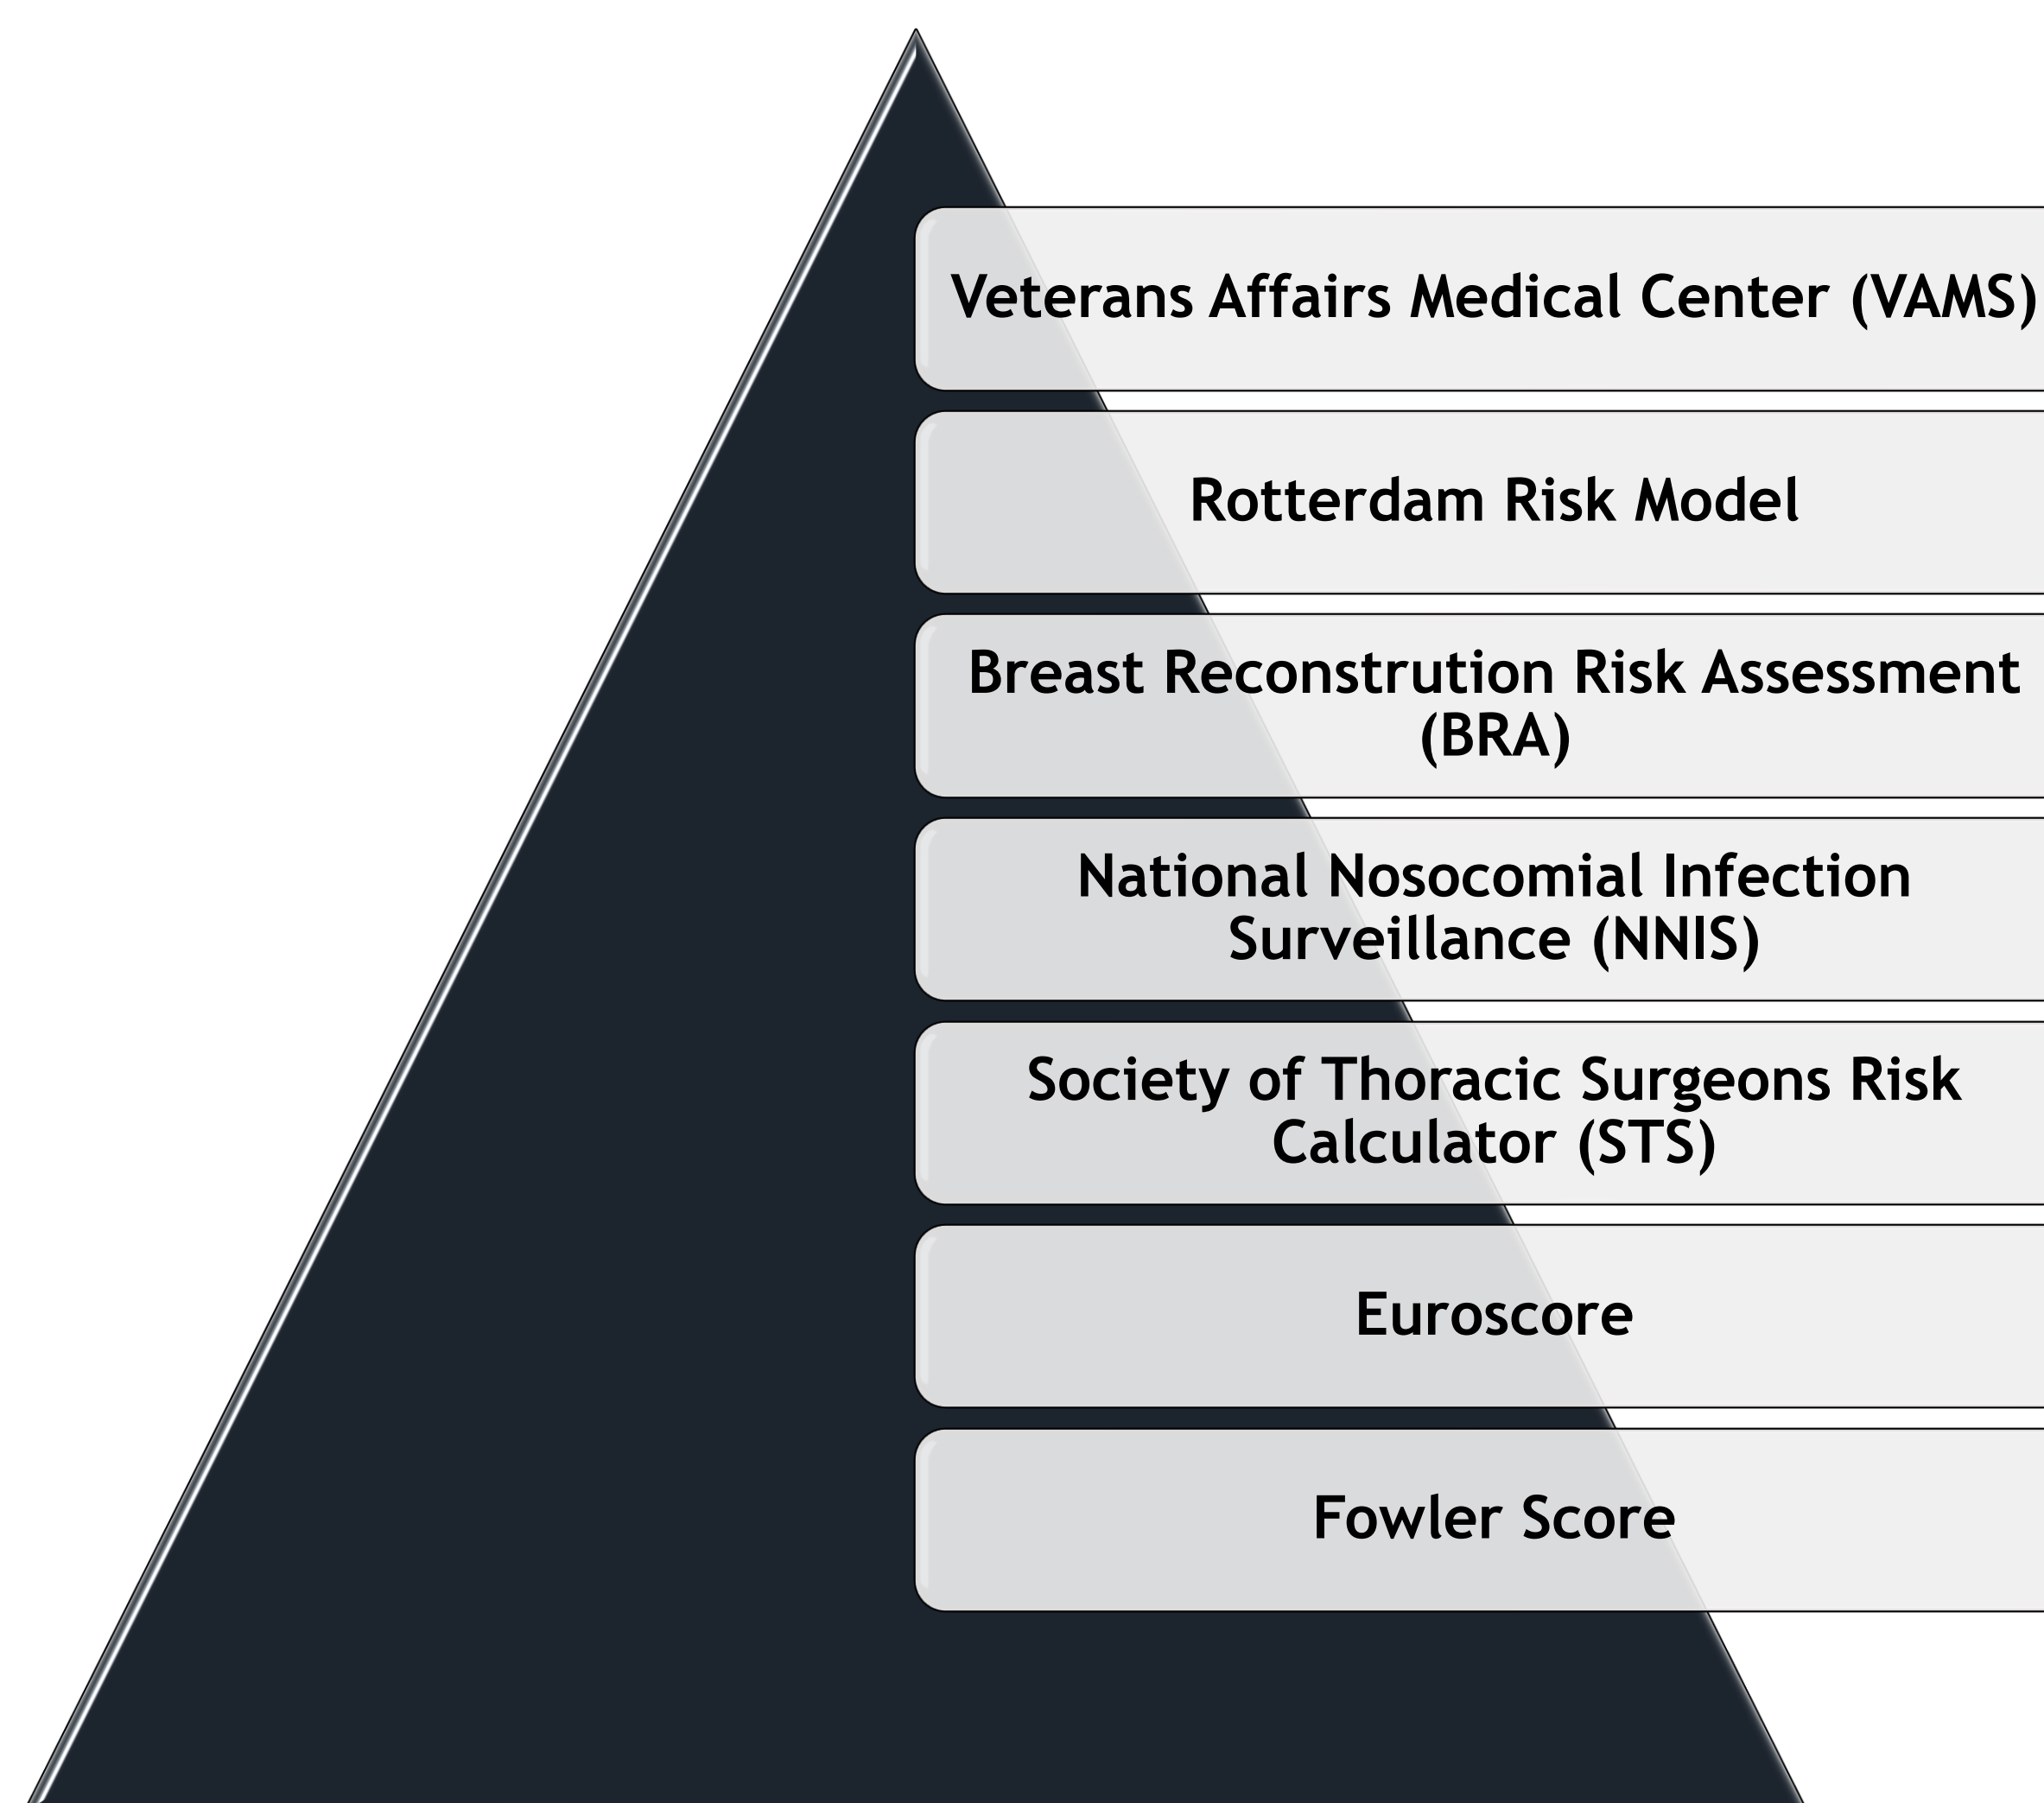 Veterans Affairs Medical Center (VAMS)
Rotterdam Risk Model
Breast Reconstrution Risk Assessment
(BRA)
National Nosocomial Infection
Surveillance (NNIS)
Society of Thoracic Surgeons Risk
Calculator (STS)
Euroscore
Fowler Score